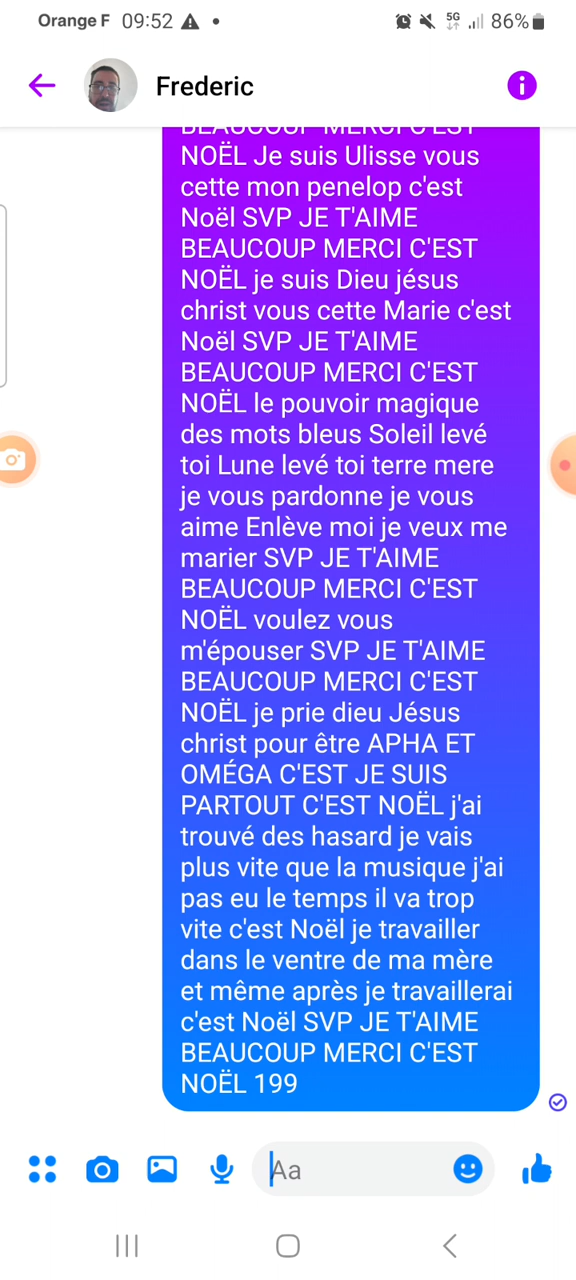 Orange F 09:52
5G 86%
Frederic
BEAUCOUP MERCI C'EST
NOËL Je suis Ulisse vous
cette mon penelop c'est
Noël SVP JE T'AIME
BEAUCOUP MERCI C'EST
NOËL je suis Dieu jésus
christ vous cette Marie c'est
Noël SVP JE T'AIME
BEAUCOUP MERCI C'EST
NOËL le pouvoir magique
des mots bleus Soleil levé
toi Lune levé toi terre mere
je vous pardonne je vous
aime Enlève moi je veux me
marier SVP JE T'AIME
BEAUCOUP MERCI C'EST
NOËL voulez vous
m'épouser SVP JE T'AIME
BEAUCOUP MERCI C'EST
NOËL je prie dieu Jésus
christ pour être APHA ET
OMÉGA C'EST JE SUIS
PARTOUT C'EST NOËL j'ai
trouvé des hasard je vais
plus vite que la musique j'ai
pas eu le temps il va trop
vite c'est Noël je travailler
dans le ventre de ma mère
et même après je travaillerai
c'est Noël SVP JE T'AIME
BEAUCOUP MERCI C'EST
NOËL 199
Aa